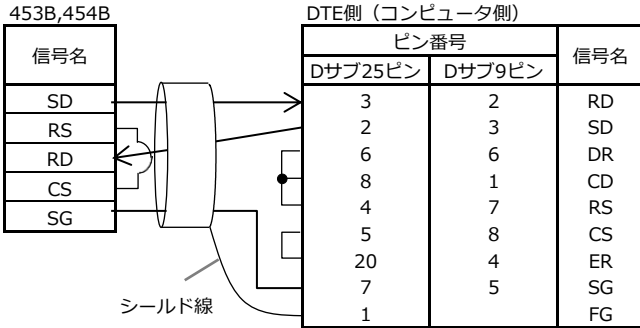 453B,454B
DTE側（コンピュータ側）
信号名
ピン番号
信号名
Dサブ25ピン Dサブ9ピン
SD
RS
RD
CS
SG
3 2 RD
2 3 SD
6 6 DR
8 1 CD
4 7 RS
5 8 CS
20 4 ER
7 5 SG
1 FG
シールド線